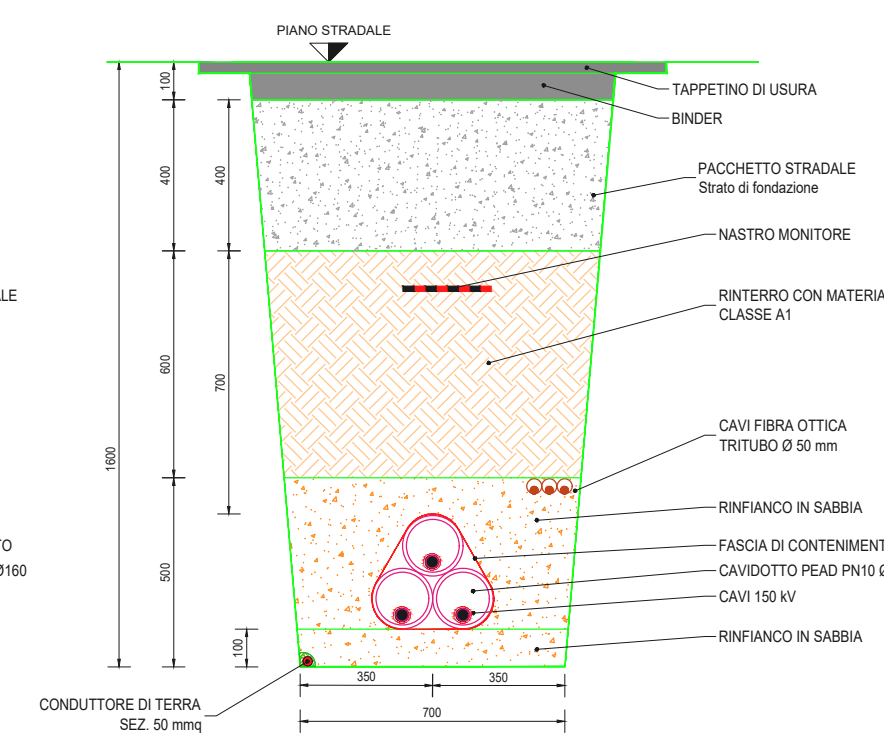 PIANO STRADALE
100
TAPPETINO DI USURA
BINDER
400
400
PACCHETTO STRADALE
Strato di fondazione
NASTRO MONITORE
ALE
RINTERRO CON MATERIA
CLASSE A1
600
700
1600
CAVI FIBRA OTTICA
TRITUBO Ø 50 mm
RINFIANCO IN SABBIA
TO
Ø160
500
FASCIA DI CONTENIMENT
CAVIDOTTO PEAD PN10 Ø
CAVI 150 kV
100
RINFIANCO IN SABBIA
350
350
CONDUTTORE DI TERRA
SEZ. 50 mmq
700